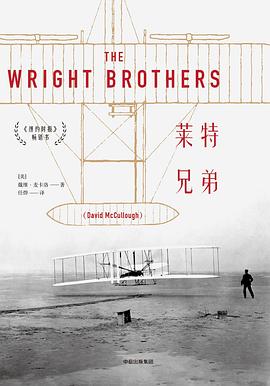 THE
WRIGHT BROTHERS
莱特
兄弟
《纽约时报》
畅销书
[美]
戴维·麦卡洛——著
任烨——译
(David McCullough)
中信出版集团